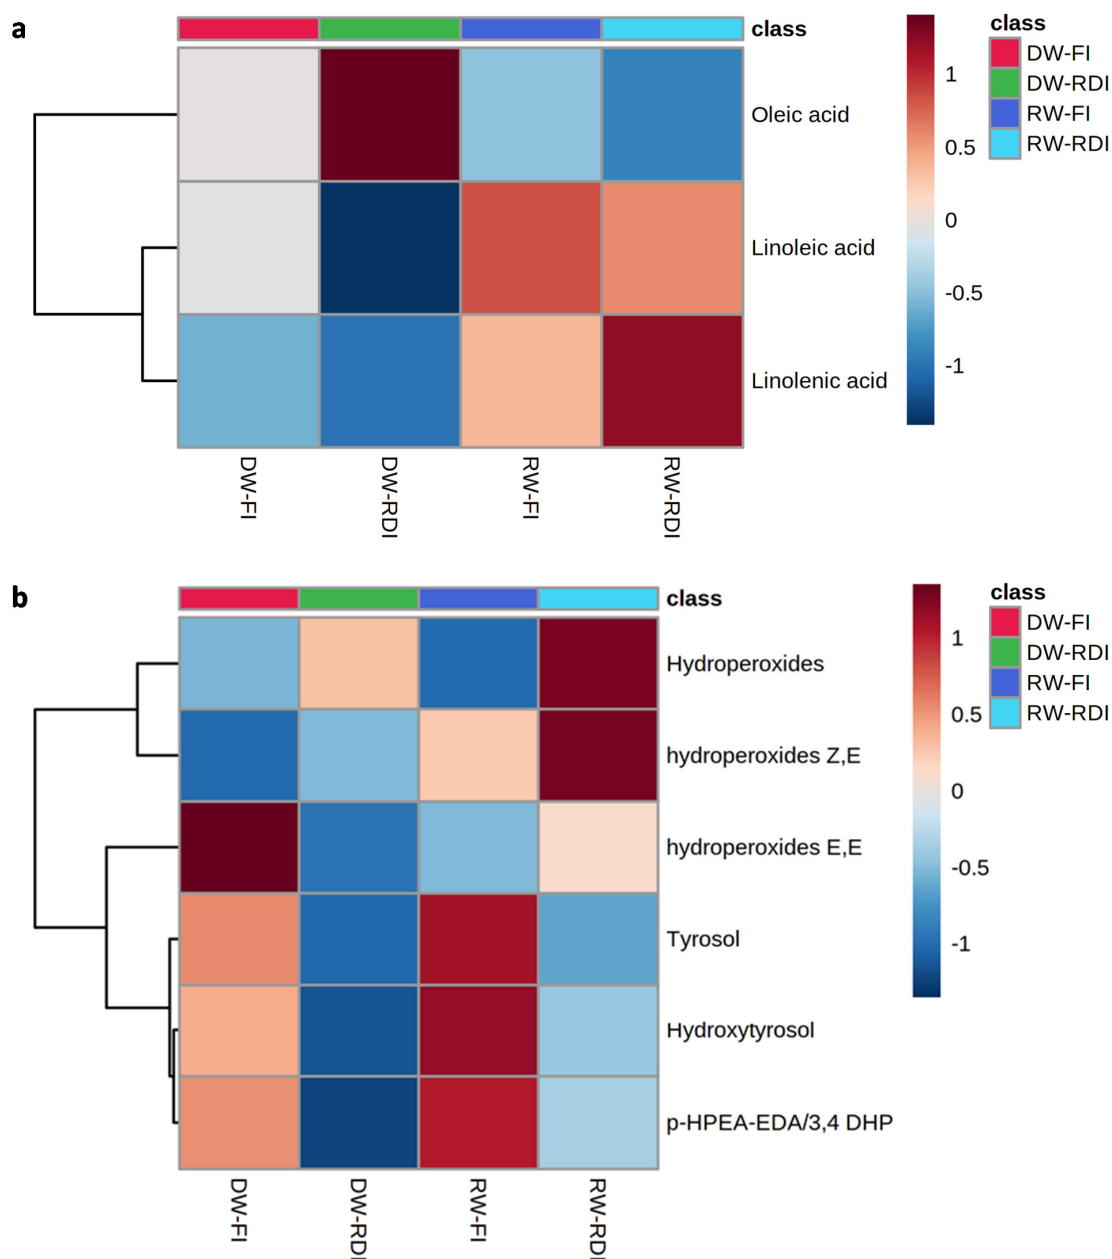 a
class
Oleic acid
Linoleic acid
Linolenic acid
DW-FI
DW-RDI
RW-FI
RW-RDI
1
0.5
0
-0.5
-1
class
DW-FI
DW-RDI
RW-FI
RW-RDI
b
class
Hydroperoxides
hydroperoxides Z,E
hydroperoxides E,E
Tyrosol
Hydroxytyrosol
p-HPEA-EDA/3,4 DHP
DW-FI
DW-RDI
RW-FI
RW-RDI
1
0.5
0
-0.5
-1
class
DW-FI
DW-RDI
RW-FI
RW-RDI